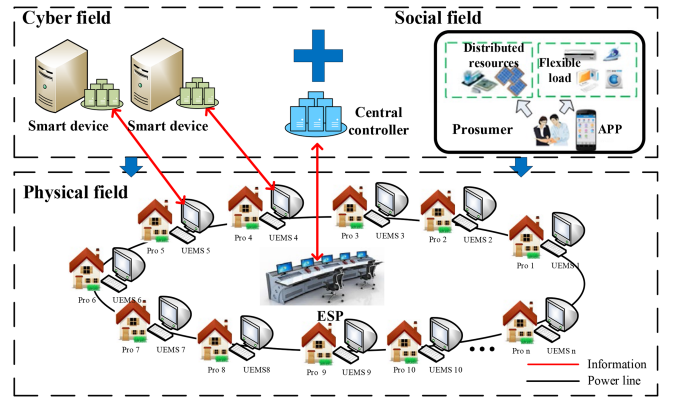 Cyber field
Social field
Distributed
resources
Flexible
load
Smart device
Smart device
Central
controller
Prosumer
APP
Physical field
Pro 5
UEMS 5
Pro 4
UEMS 4
Pro 3
UEMS 3
Pro 2
UEMS 2
Pro 1
UEMS 1
Pro 6
UEMS 6
ESP
Pro 7
UEMS 7
Pro 8
UEMS8
Pro 9
UEMS 9
Pro 10
UEMS 10
Pro n
UEMS n
Information
Power line